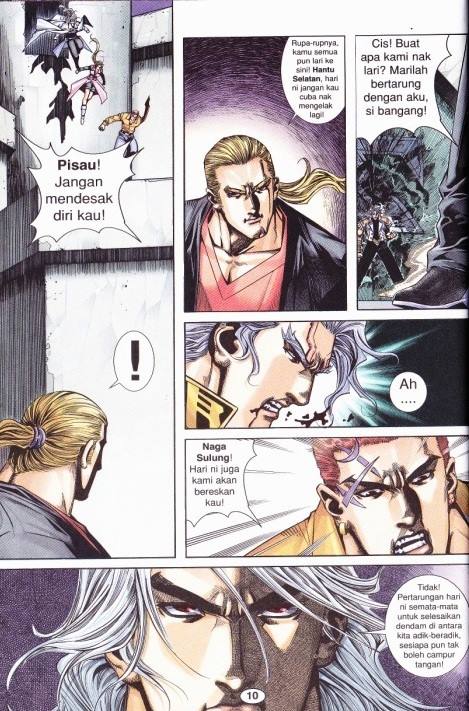 Pisau!
Jangan
mendesak
diri kau!
!
Rupa-rupnya,
kamu semua
pun lari ke
sini! Hantu
Selatan, hari
ni jangan kau
cuba nak
mengelak
lagi!
Cis! Buat
apa kami nak
lari? Marilah
bertarung
dengan aku,
si bangang!
Ah
....
Naga
Sulung!
Hari ni juga
kami akan
bereskan
kau!
Tidak!
Pertarungan hari
ni semata-mata
untuk selesaikan
dendam di antara
kita adik-beradik,
sesiapa pun tak
boleh campur
tangan!
10